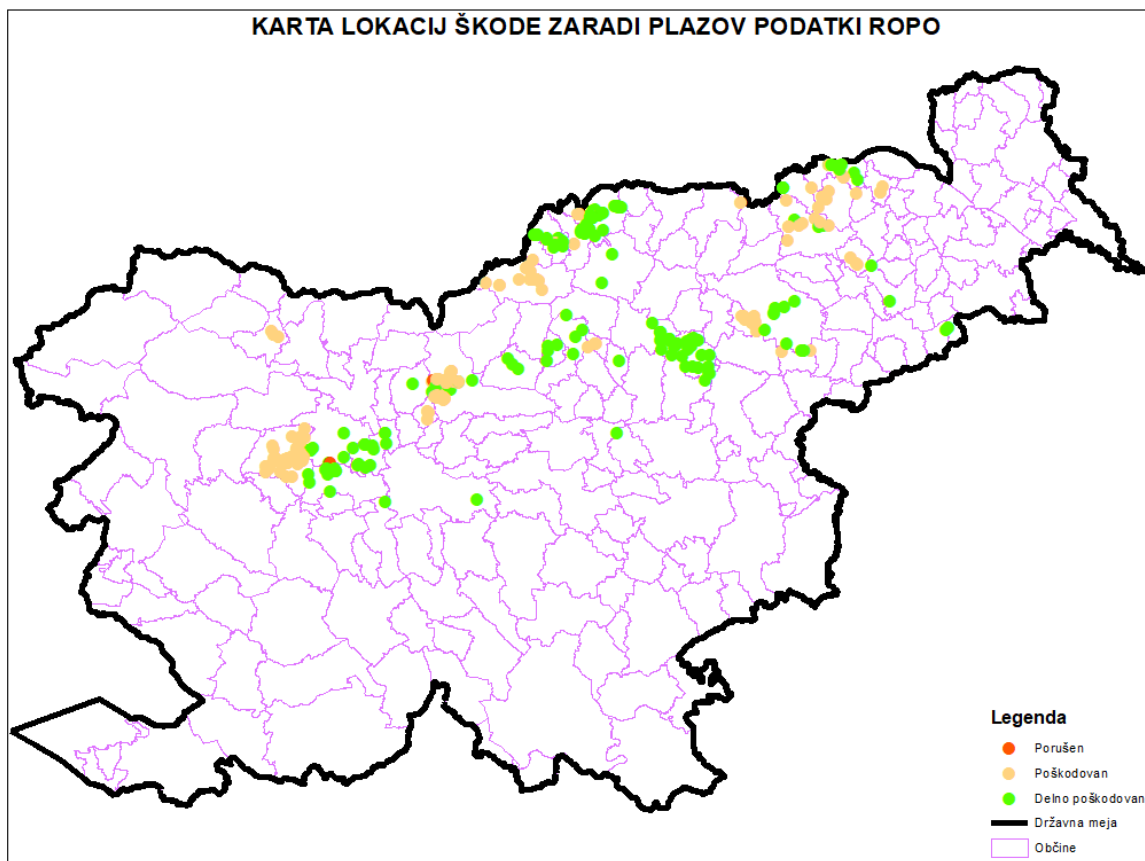 KARTA LOKACIJ ŠKODE ZARADI PLAZOV PODATKI ROPO
Legenda
Porušen
Poškodovan
Delno poškodovan
Državna meja
Občine